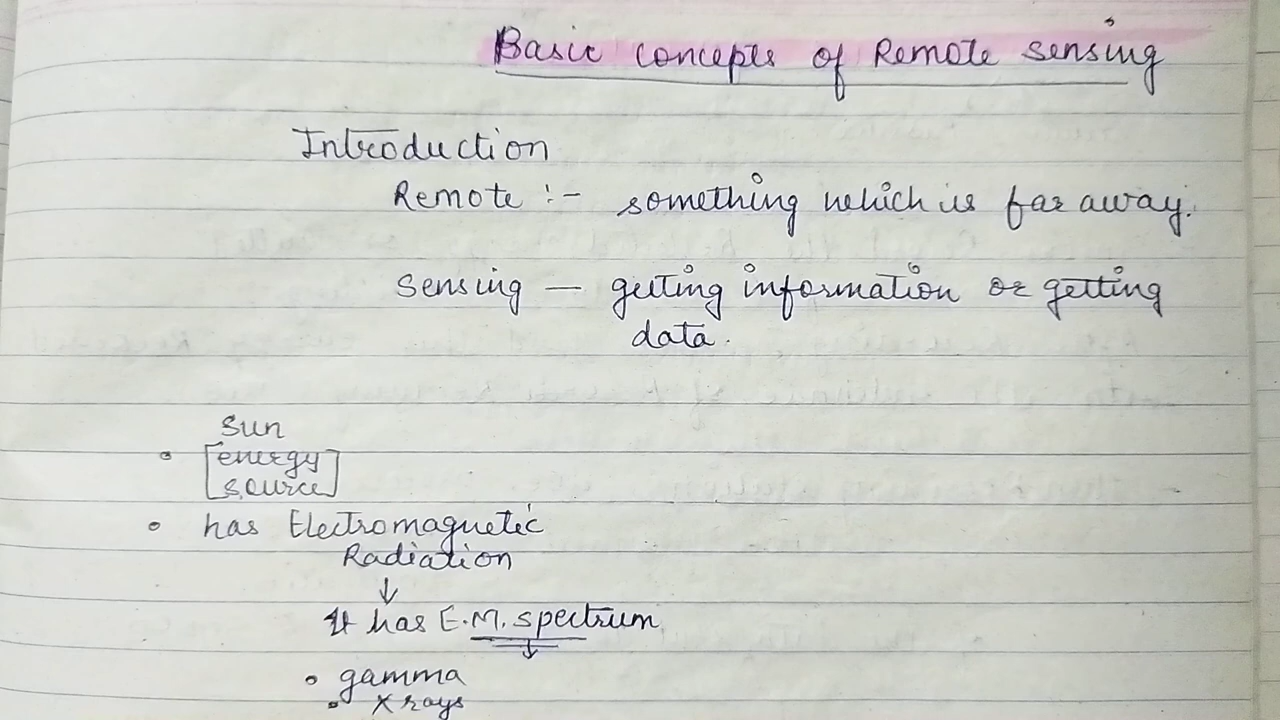 Basic concepts of Remote sensing
Introduction
Remote :- something which is far away.
Sensing — getting information or getting
data.
Sun
• [energy
source]
• has Electromagnetic
Radiation
↓
It has E.M. spectrum
↓
• gamma
• X rays